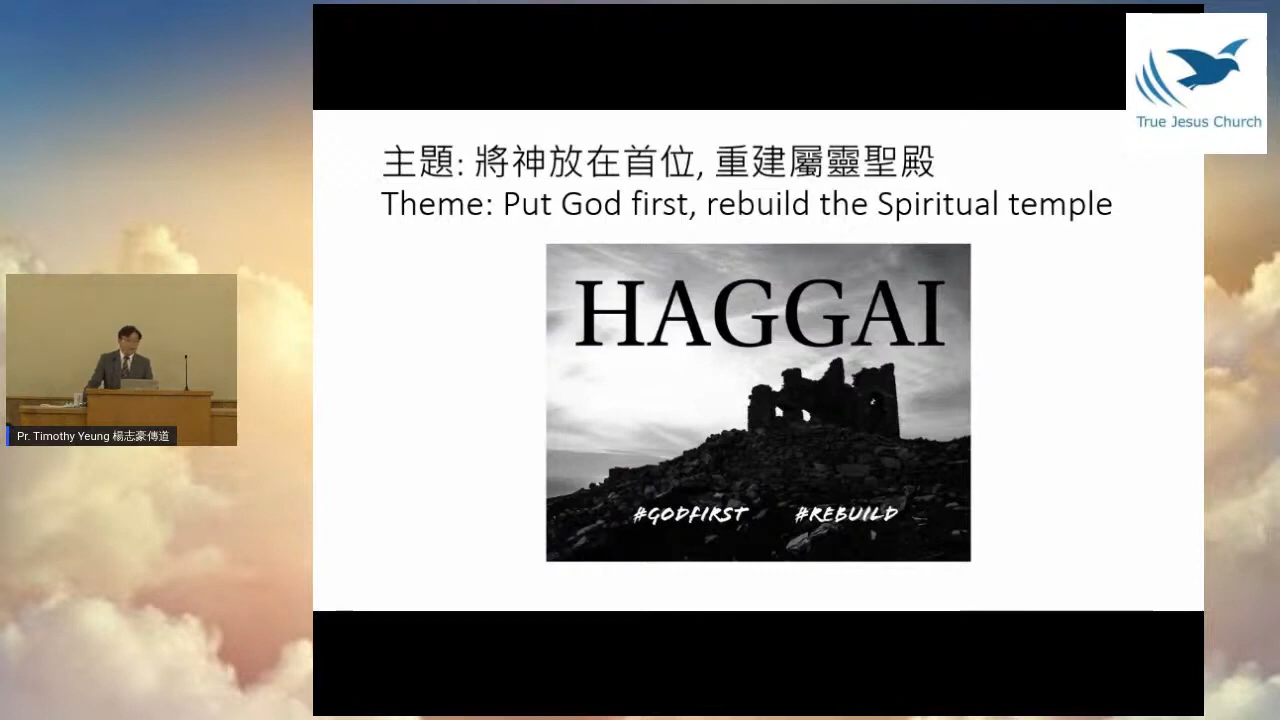 主題: 將神放在首位, 重建屬靈聖殿
Theme: Put God first, rebuild the Spiritual temple
HAGGAI
#GODFIRST #REBUILD
True Jesus Church
Pr. Timothy Yeung 楊志豪傳道